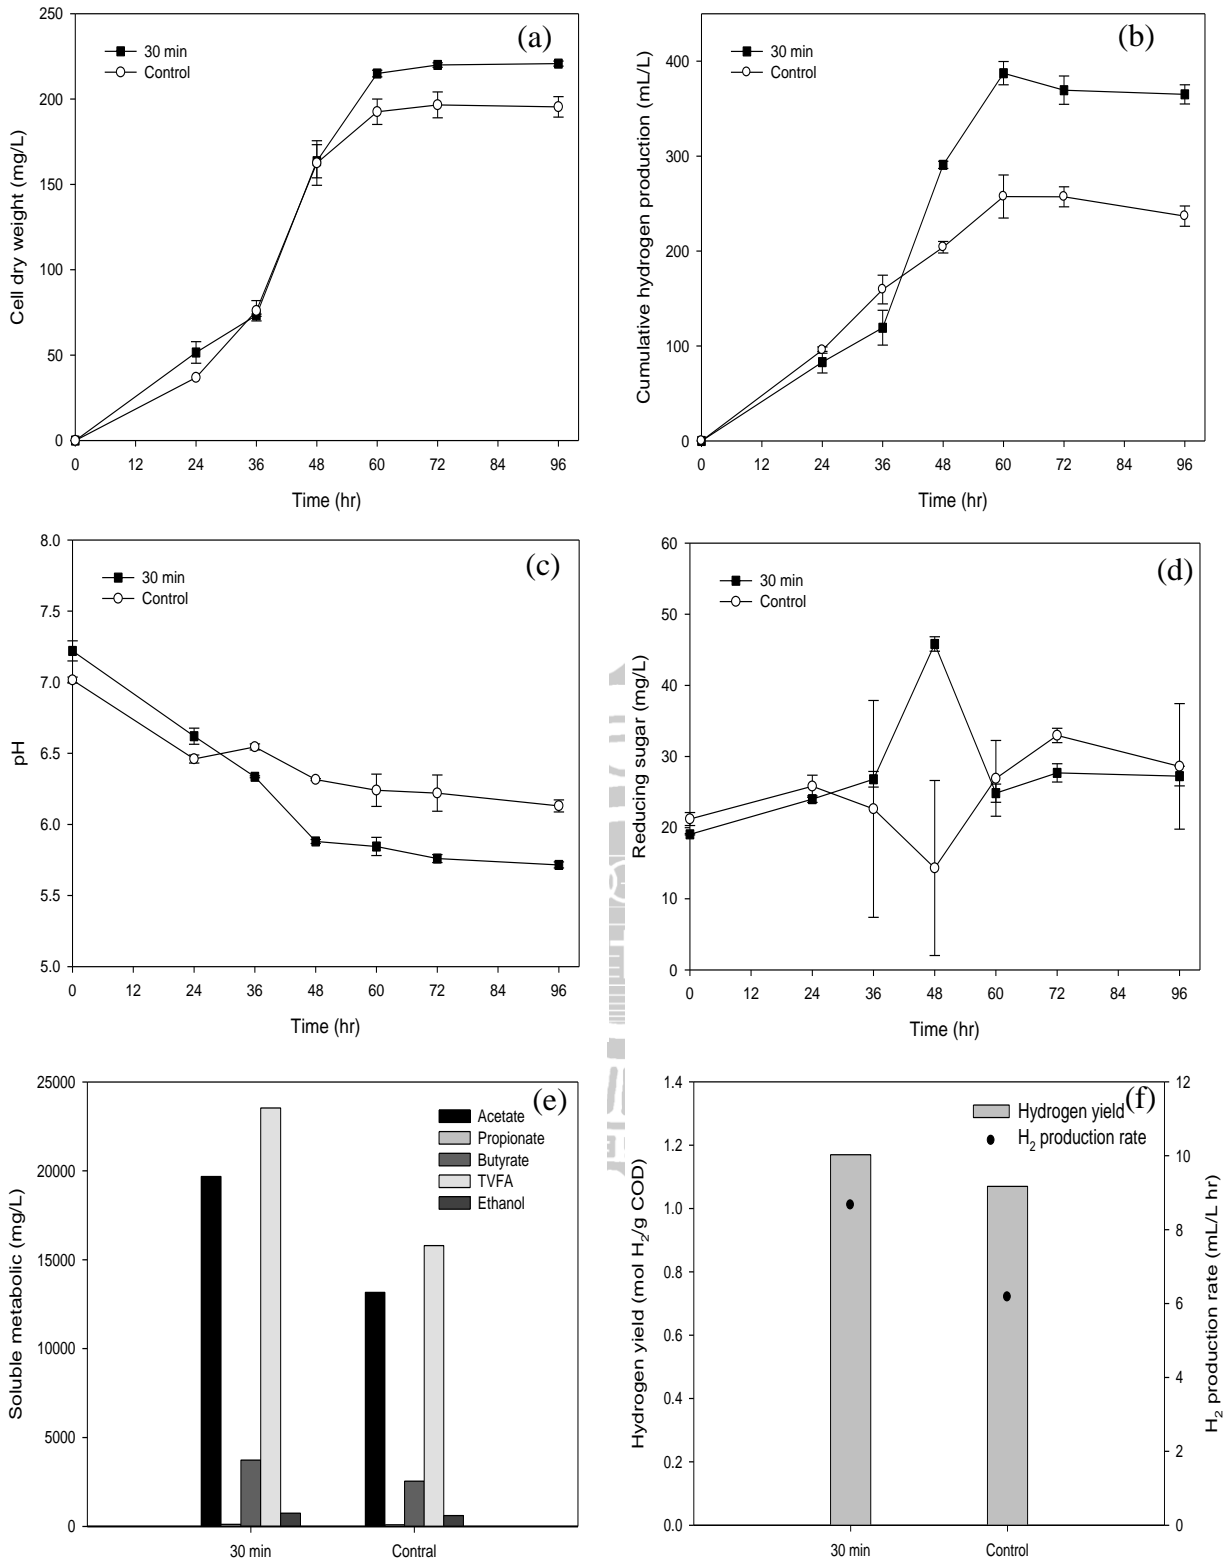 (a)
30 min
Control
Cell dry weight (mg/L)
250
200
150
100
50
0
0 12 24 36 48 60 72 84 96
Time (hr)
(b)
30 min
Control
Cumulative hydrogen production (mL/L)
400
300
200
100
0
0 12 24 36 48 60 72 84 96
Time (hr)
(c)
30 min
Control
pH
8.0
7.5
7.0
6.5
6.0
5.5
5.0
0 12 24 36 48 60 72 84 96
Time (hr)
(d)
30 min
Control
Reducing sugar (mg/L)
60
50
40
30
20
10
0
0 12 24 36 48 60 72 84 96
Time (hr)
(e)
Acetate
Propionate
Butyrate
TVFA
Ethanol
Soluble metabolic (mg/L)
25000
20000
15000
10000
5000
0
30 min Contral
(f)
Hydrogen yield
H2 production rate
Hydrogen yield (mol H2/g COD)
1.4
1.2
1.0
0.8
0.6
0.4
0.2
0.0
30 min Control
12
10
8
6
4
2
0
H2 production rate (mL/L hr)